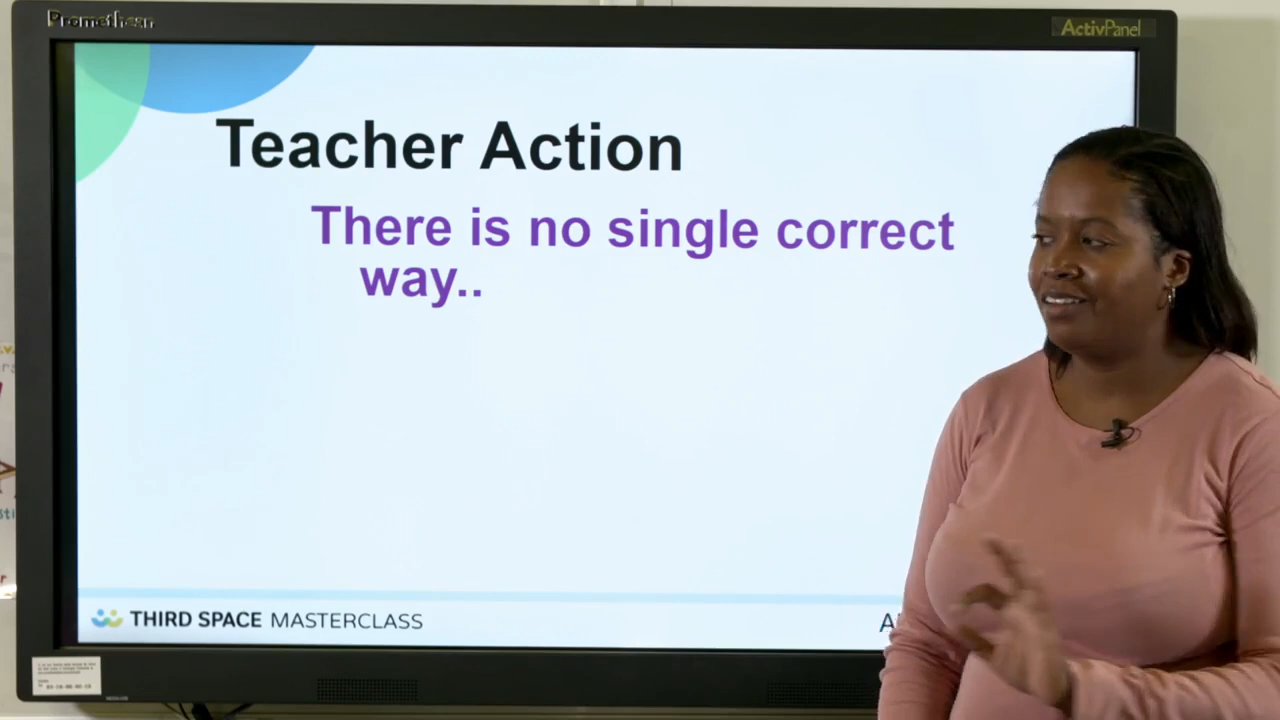 Promethean
ActivPanel
Teacher Action
There is no single correct
way..
THIRD SPACE MASTERCLASS